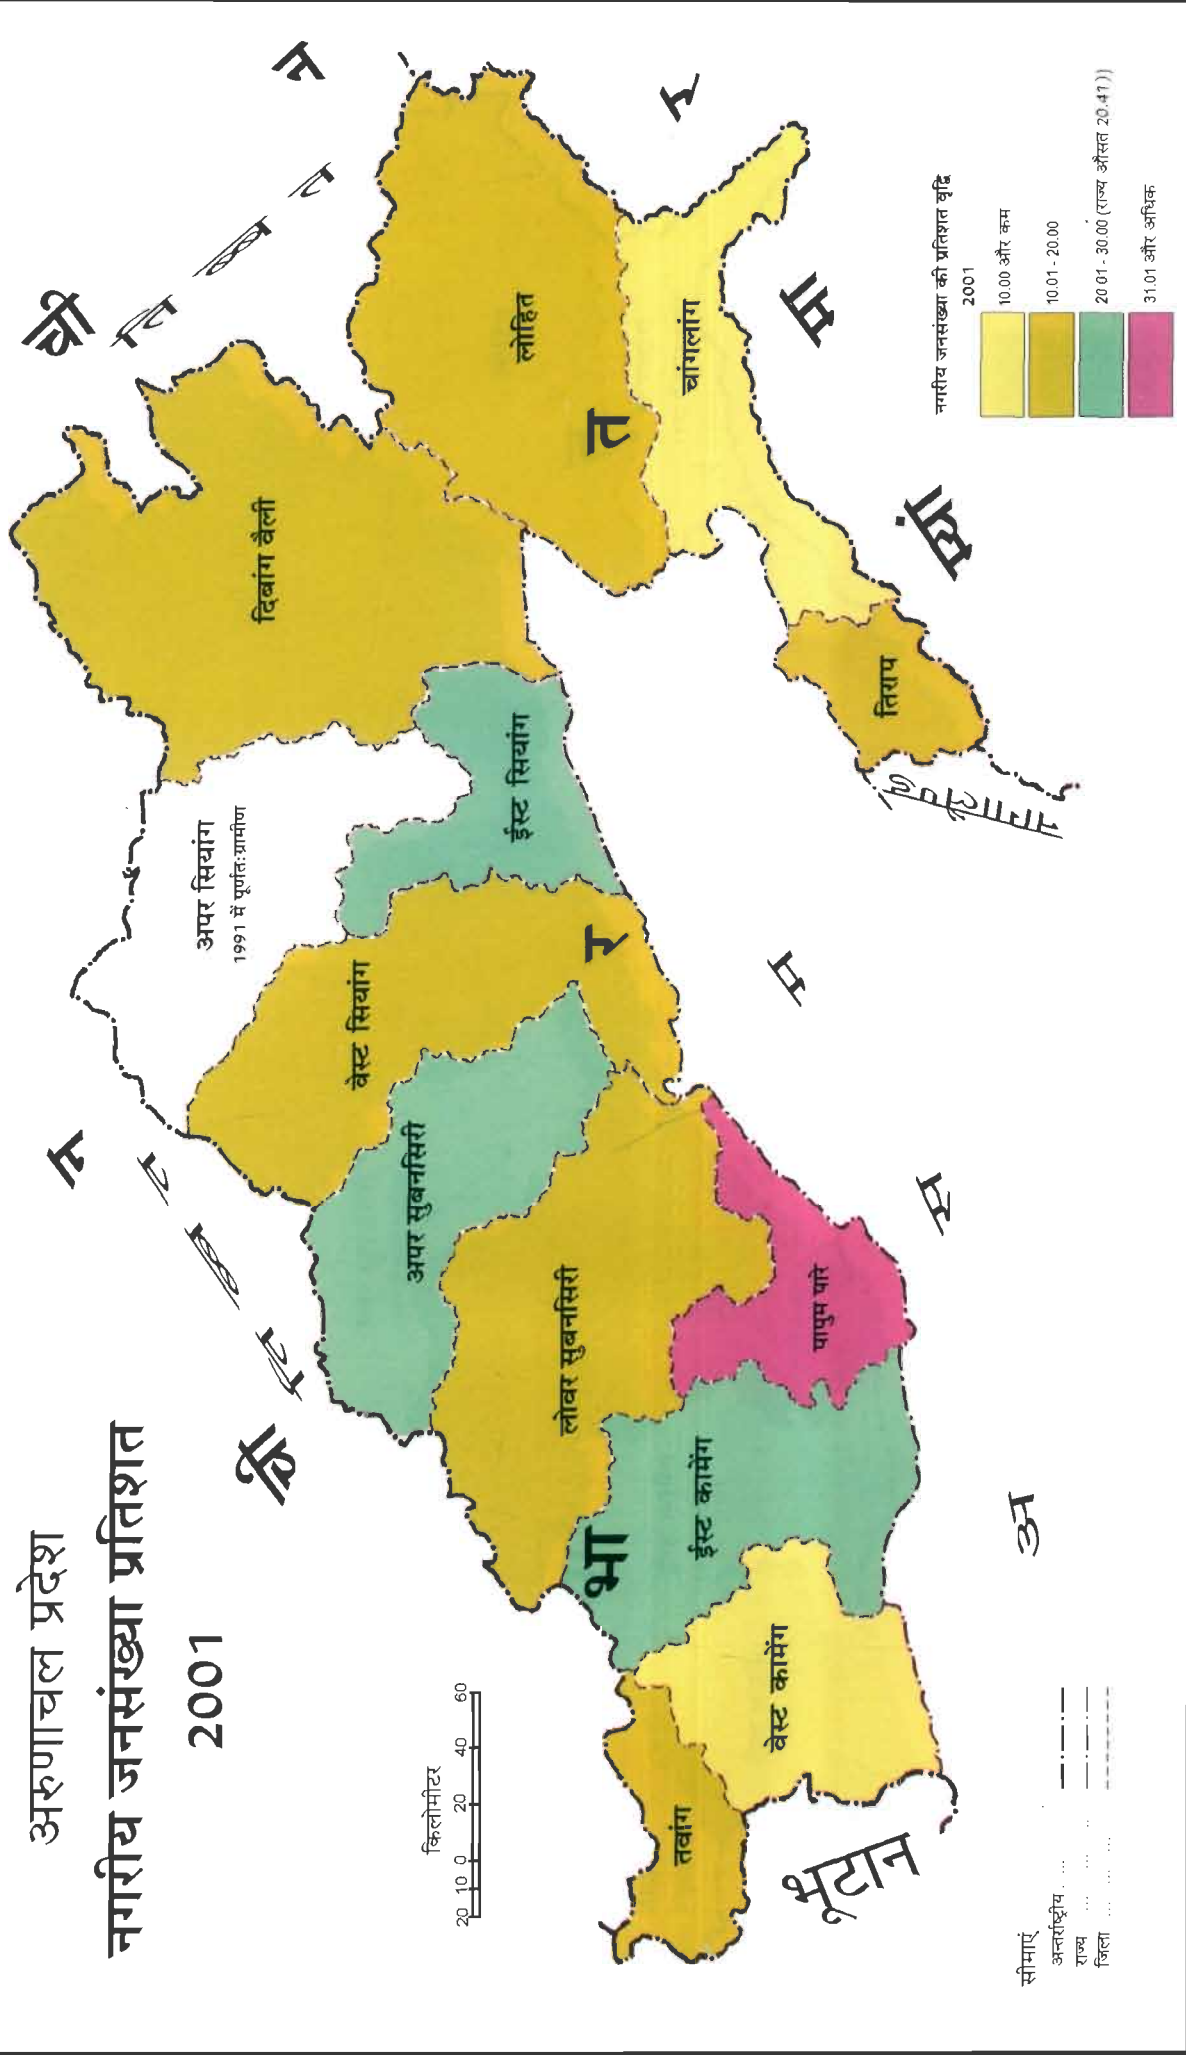 अरुणाचल प्रदेश
नगरीय जनसंख्या प्रतिशत
2001
किलोमीटर
20 10 0 20 40 60
ची
न
ति ब्ब त
ति ब्ब त
ही
त
भा
र
त
म्यां
मा
र
भूटान
अ
स
म
नागालैण्ड
तवांग
वेस्ट कामेंग
ईस्ट कामेंग
पापुम पारे
लोवर सुबनसिरी
अपर सुबनसिरी
वेस्ट सियांग
अपर सियांग
1991 में पूर्णत:ग्रामीण
ईस्ट सियांग
दिबांग वैली
लोहित
चांगलांग
तिराप
सीमाएं
अन्तर्राष्ट्रीय . ...
राज्य ... ... ..
जिला ... ... ...
नगरीय जनसंख्या की प्रतिशत वृद्वि
2001
10.00 और कम
10.01 - 20.00
20 01 - 30.00 (राज्य औसत 20.41))
31.01 और अधिक